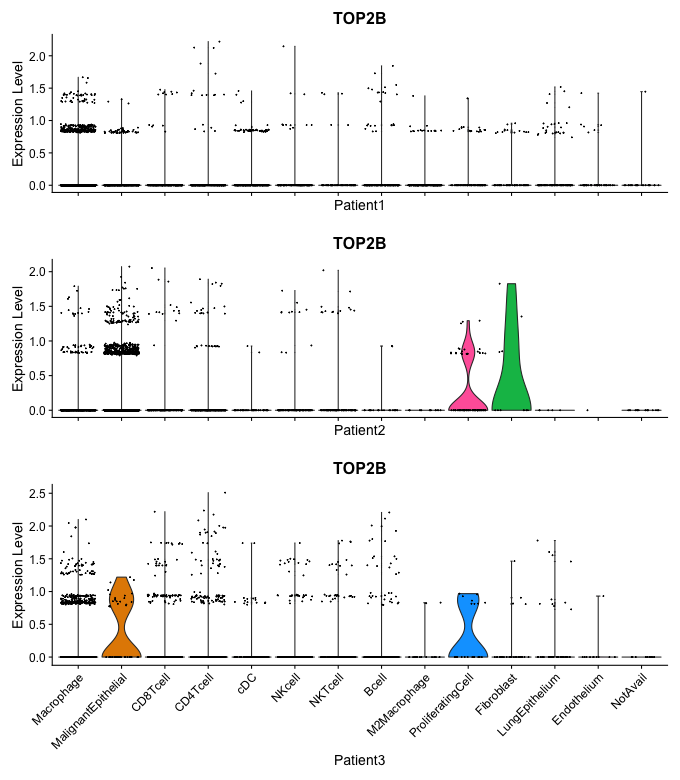 TOP2B
Expression Level
2.0
1.5
1.0
0.5
0.0
Patient1
TOP2B
Expression Level
2.0
1.5
1.0
0.5
0.0
Patient2
TOP2B
Expression Level
2.5
2.0
1.5
1.0
0.5
0.0
Macrophage
MalignantEpithelial
CD8Tcell
CD4Tcell
cDC
NKcell
NKTcell
Bcell
M2Macrophage
ProliferatingCell
Fibroblast
LungEpithelium
Endothelium
NotAvail
Patient3